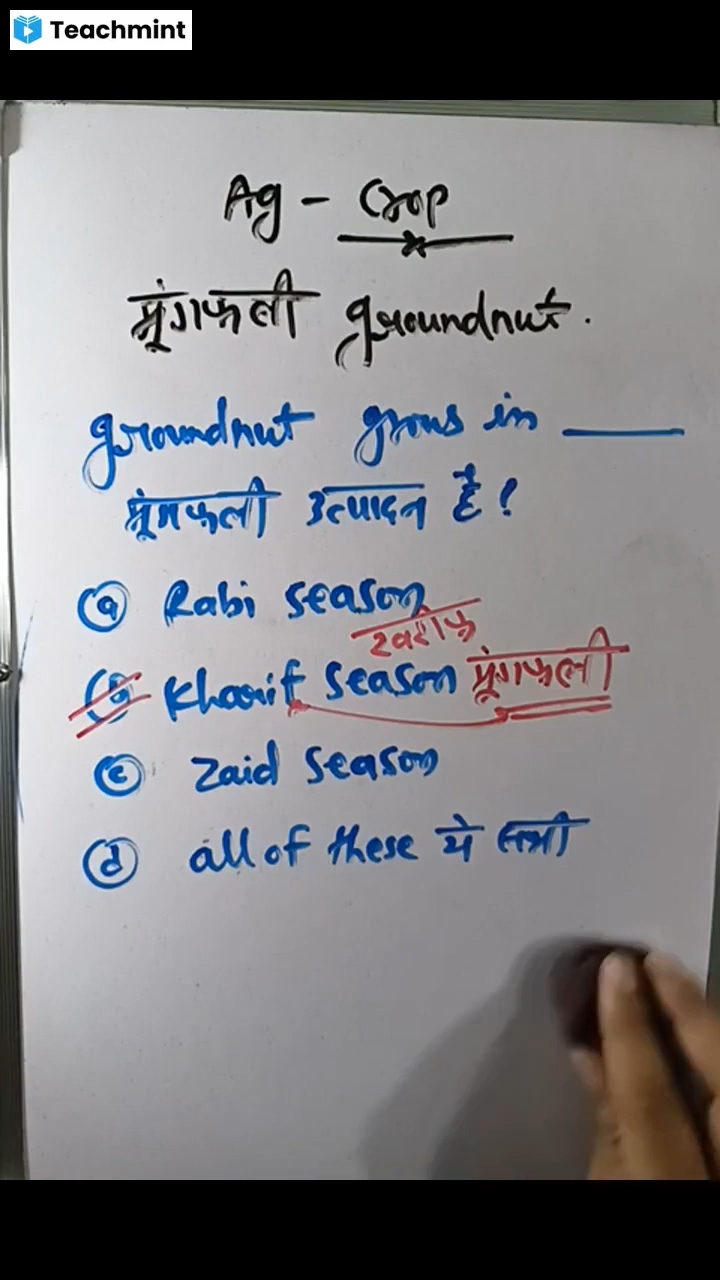 Teachmint
Ag - Crop
मूंगफली groundnut.
groundnut grows in ____
मूंगफली उत्पादन है ?
(a) Rabi season
खरीफ
(b) Kharif season मूंगफली
(c) Zaid season
(d) all of these ये सभी